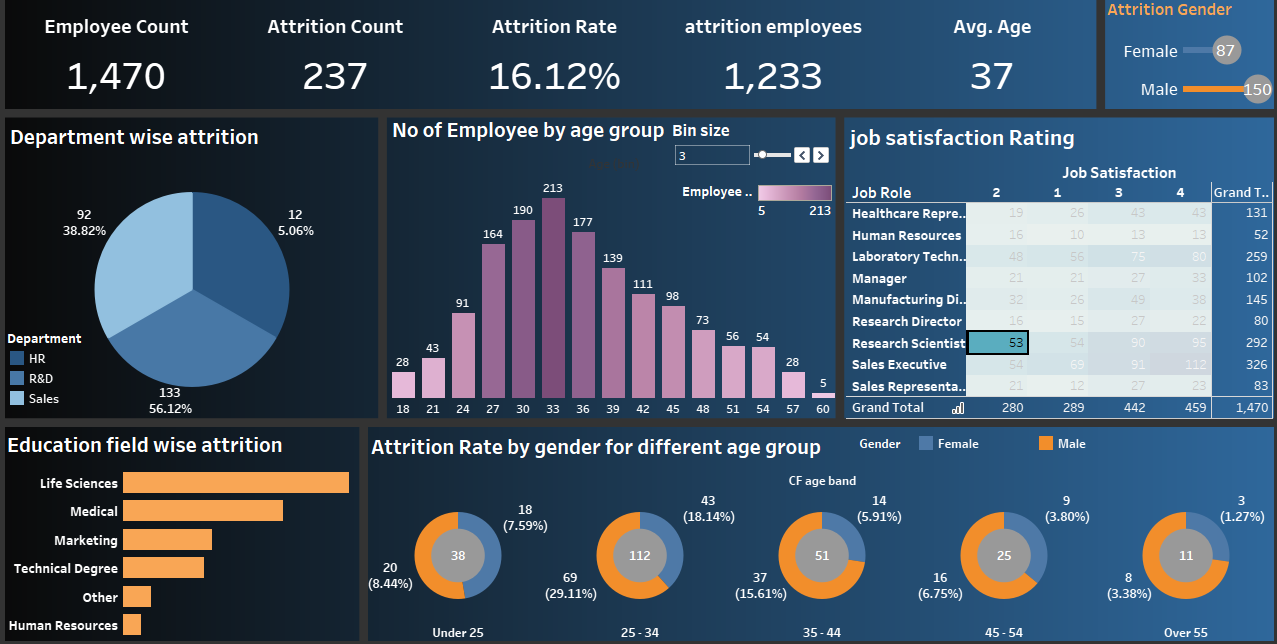 Employee Count
1,470
Attrition Count
237
Attrition Rate
16.12%
attrition employees
1,233
Avg. Age
37
Attrition Gender
Female 87
Male 150
Department wise attrition
92
38.82%
12
5.06%
133
56.12%
Department
HR
R&D
Sales
No of Employee by age group
Bin size
3
Employee ..
5 213
28 43 91 164 190 213 177 139 111 98 73 56 54 28 5
18 21 24 27 30 33 36 39 42 45 48 51 54 57 60
job satisfaction Rating
Job Satisfaction
Job Role 2 1 3 4 Grand T..
Healthcare Repre.. 19 26 43 43 131
Human Resources 16 10 13 13 52
Laboratory Techn.. 48 56 75 80 259
Manager 21 21 27 33 102
Manufacturing Di.. 32 26 49 38 145
Research Director 16 15 27 22 80
Research Scientist 53 54 90 95 292
Sales Executive 54 69 91 112 326
Sales Representa.. 21 12 27 23 83
Grand Total 280 289 442 459 1,470
Education field wise attrition
Life Sciences
Medical
Marketing
Technical Degree
Other
Human Resources
Attrition Rate by gender for different age group
Gender Female Male
CF age band
18
(7.59%)
38
20
(8.44%)
Under 25
43
(18.14%)
112
69
(29.11%)
25 - 34
14
(5.91%)
51
37
(15.61%)
35 - 44
9
(3.80%)
25
16
(6.75%)
45 - 54
3
(1.27%)
11
8
(3.38%)
Over 55